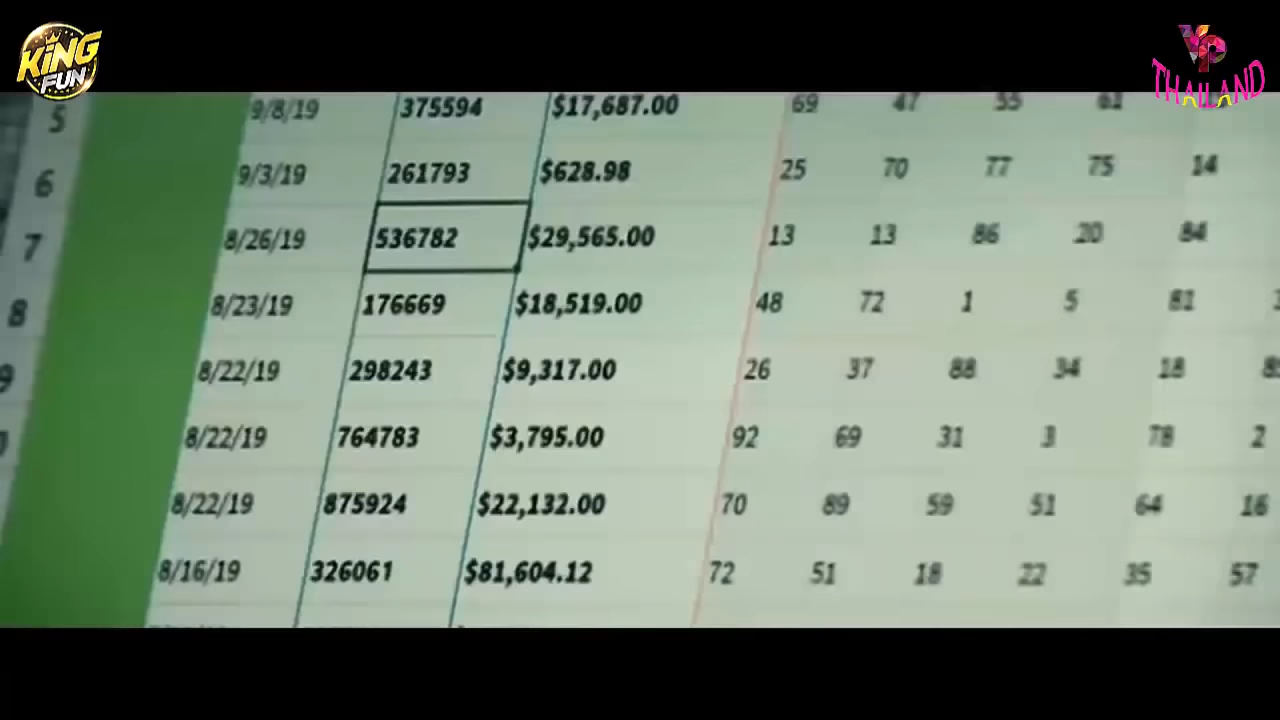 KING FUN
VP THAILAND
5 9/8/19 375594 $17,687.00 69 47 55 61
6 9/3/19 261793 $628.98 25 70 77 75 14
7 8/26/19 536782 $29,565.00 13 13 86 20 84
8 8/23/19 176669 $18,519.00 48 72 1 5 81
9 8/22/19 298243 $9,317.00 26 37 88 34 18
8/22/19 764783 $3,795.00 92 69 31 3 78 2
8/22/19 875924 $22,132.00 70 89 59 51 64 16
8/16/19 326061 $81,604.12 72 51 18 22 35 57